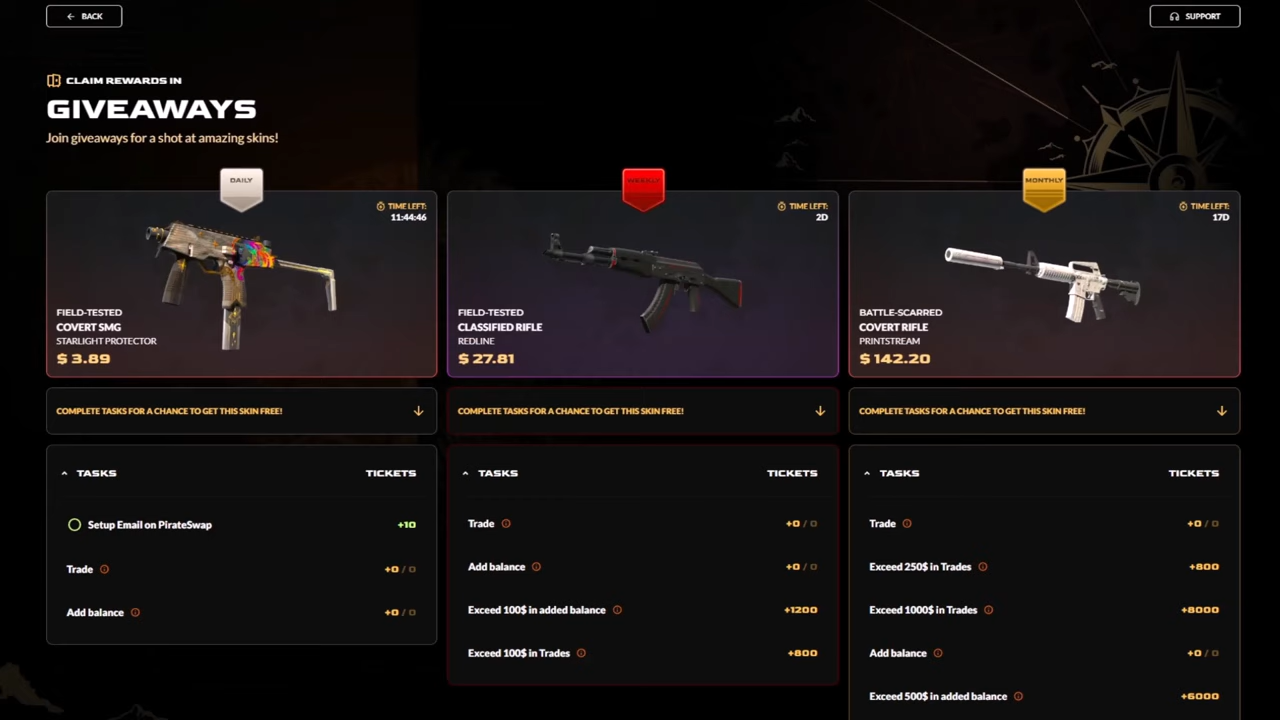 BACK
SUPPORT
CLAIM REWARDS IN
GIVEAWAYS
Join giveaways for a shot at amazing skins!
DAILY
TIME LEFT:
11:44:46
FIELD-TESTED
COVERT SMG
STARLIGHT PROTECTOR
$ 3.89
WEEKLY
TIME LEFT:
2D
FIELD-TESTED
CLASSIFIED RIFLE
REDLINE
$ 27.81
MONTHLY
TIME LEFT:
17D
BATTLE-SCARRED
COVERT RIFLE
PRINTSTREAM
$ 142.20
COMPLETE TASKS FOR A CHANCE TO GET THIS SKIN FREE!
COMPLETE TASKS FOR A CHANCE TO GET THIS SKIN FREE!
COMPLETE TASKS FOR A CHANCE TO GET THIS SKIN FREE!
TASKS TICKETS
Setup Email on PirateSwap +10
Trade +0 / 0
Add balance +0 / 0
TASKS TICKETS
Trade +0 / 0
Add balance +0 / 0
Exceed 100$ in added balance +1200
Exceed 100$ in Trades +800
TASKS TICKETS
Trade +0 / 0
Exceed 250$ in Trades +800
Exceed 1000$ in Trades +8000
Add balance +0 / 0
Exceed 500$ in added balance +6000